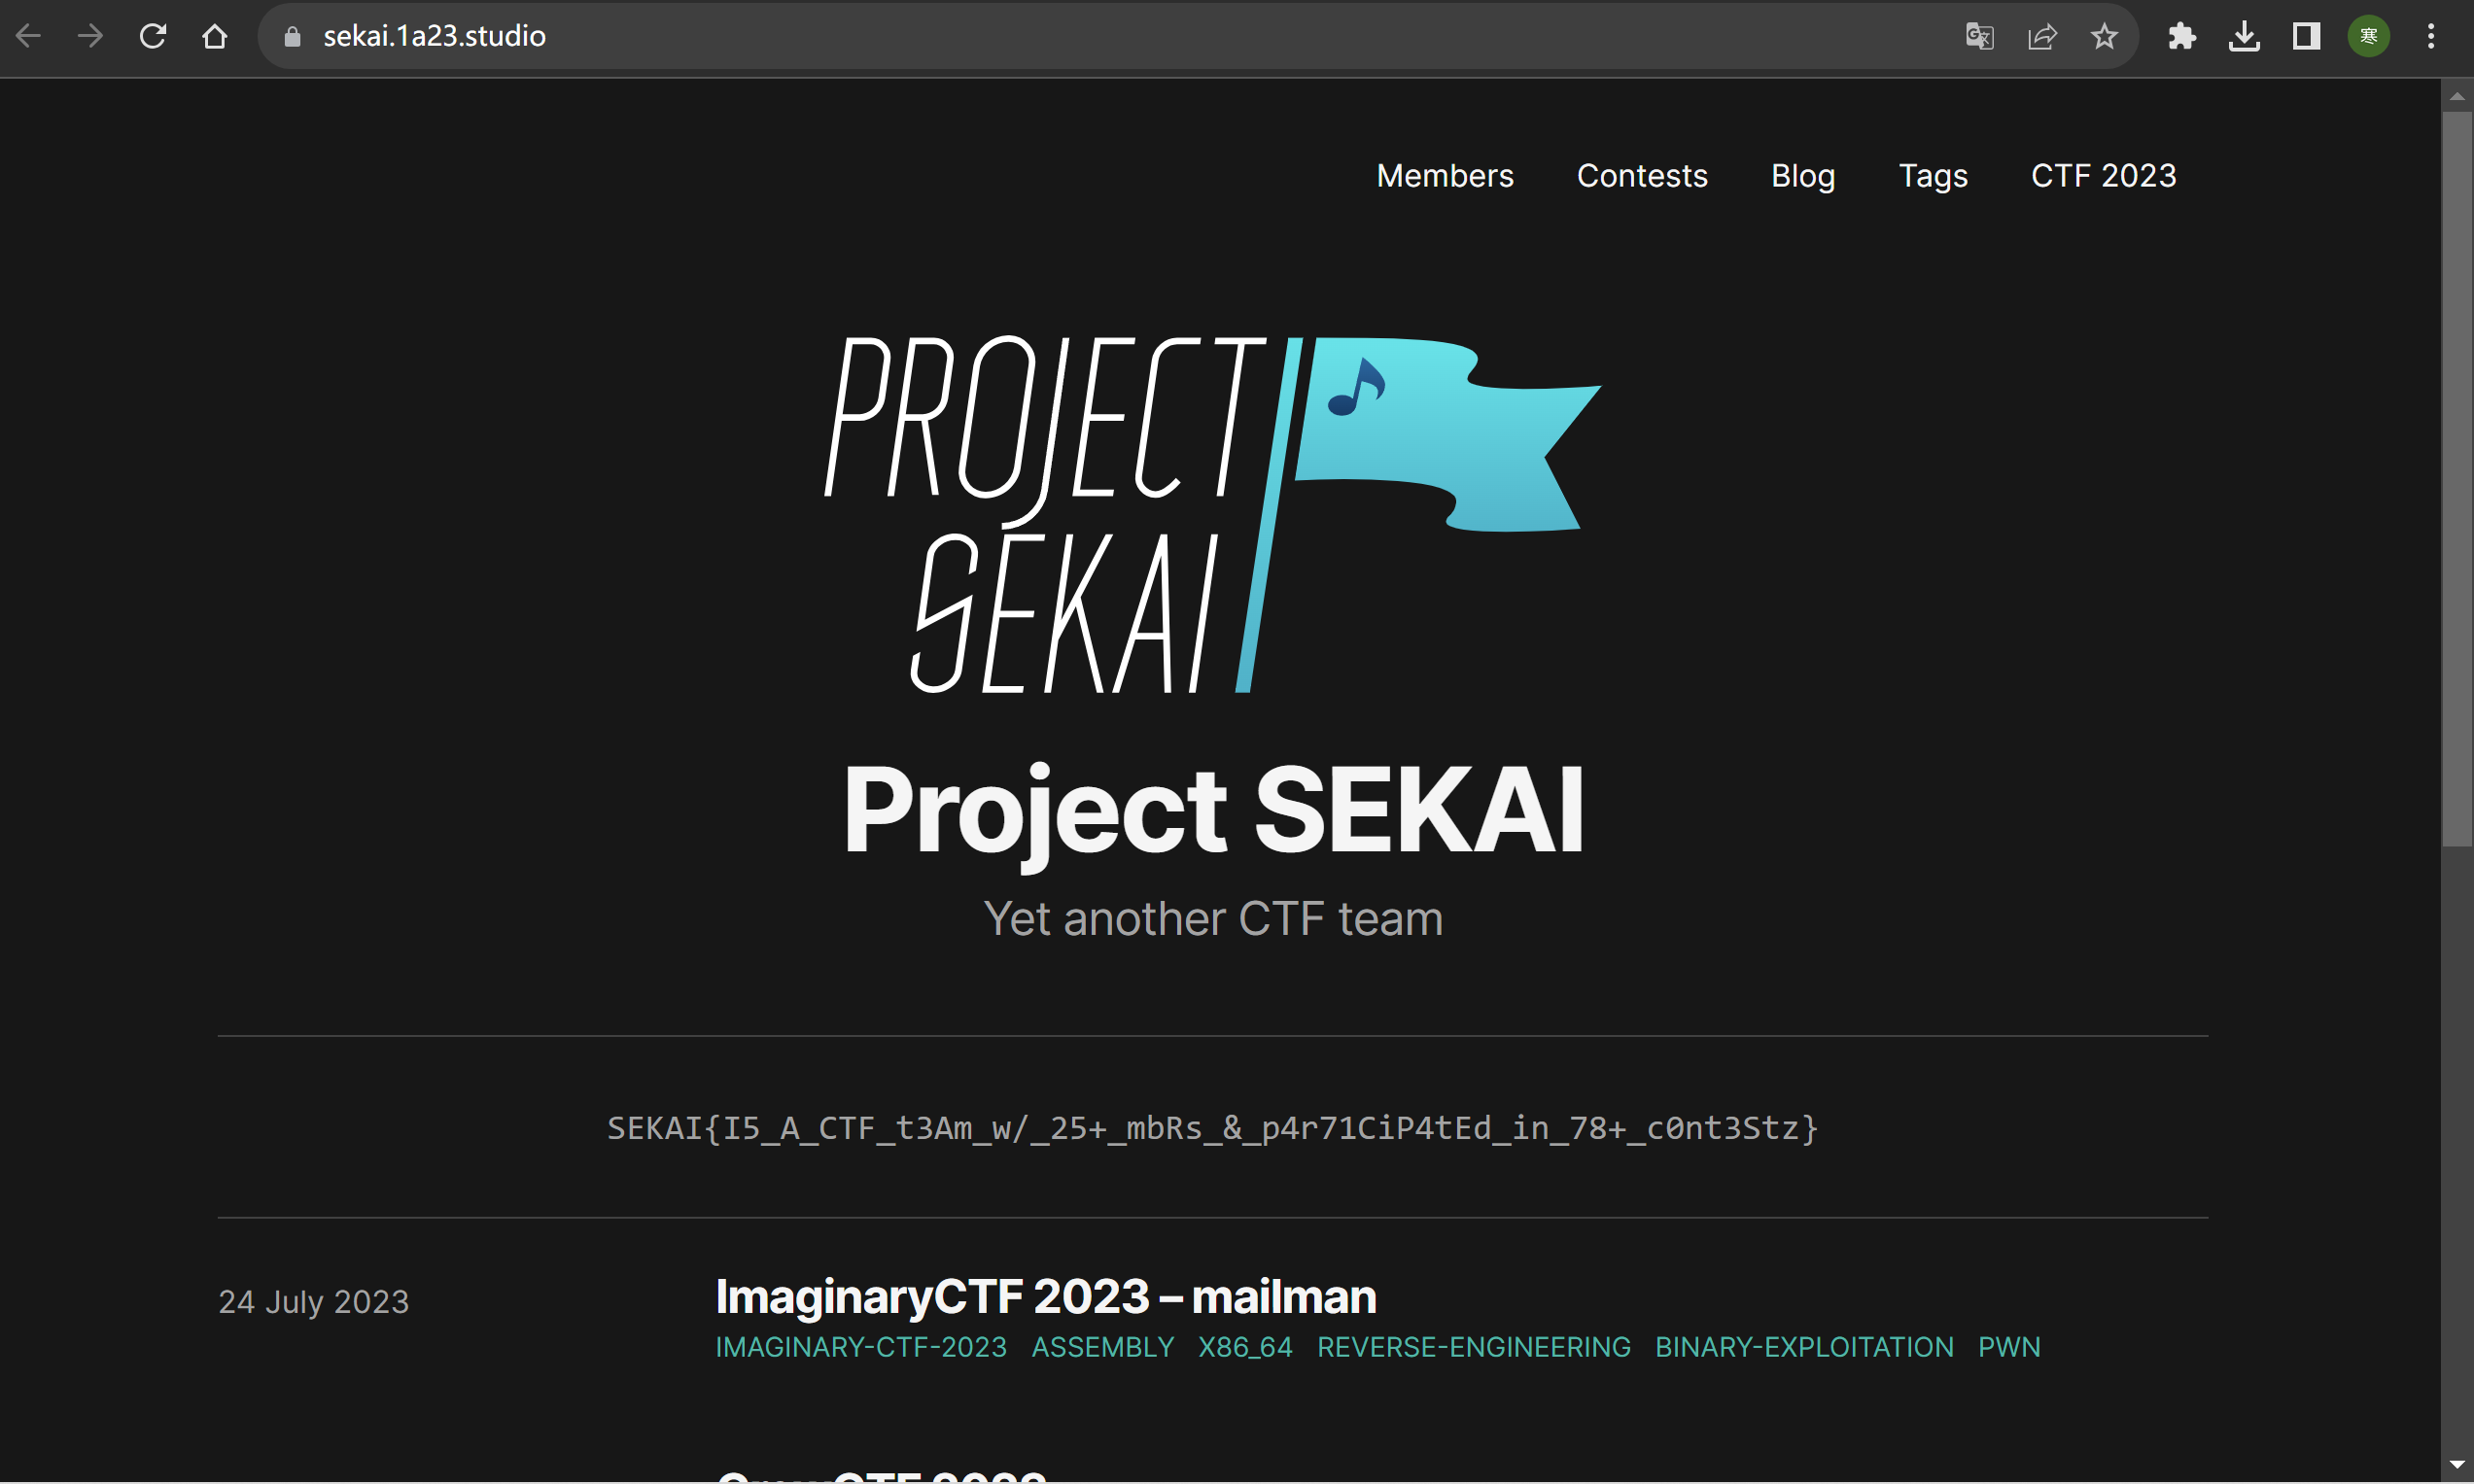 sekai.1a23.studio
寒
Members Contests Blog Tags CTF 2023
PROJECT
SEKAI
Project SEKAI
Yet another CTF team
SEKAI{I5_A_CTF_t3Am_w/_25+_mbRs_&_p4r71CiP4tEd_in_78+_c0nt3Stz}
24 July 2023
ImaginaryCTF 2023 – mailman
IMAGINARY-CTF-2023 ASSEMBLY X86_64 REVERSE-ENGINEERING BINARY-EXPLOITATION PWN